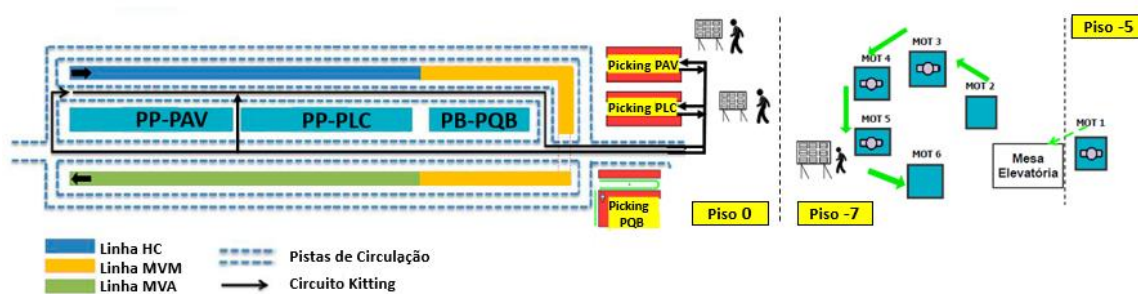 Piso -5
Picking PAV
Picking PLC
PP-PAV
PP-PLC
PB-PQB
Picking
PQB
Piso 0
MOT 3
MOT 4
MOT 2
MOT 5
MOT 1
MOT 6
Mesa
Elevatória
Piso -7
Linha HC
Linha MVM
Linha MVA
Pistas de Circulação
Circuito Kitting